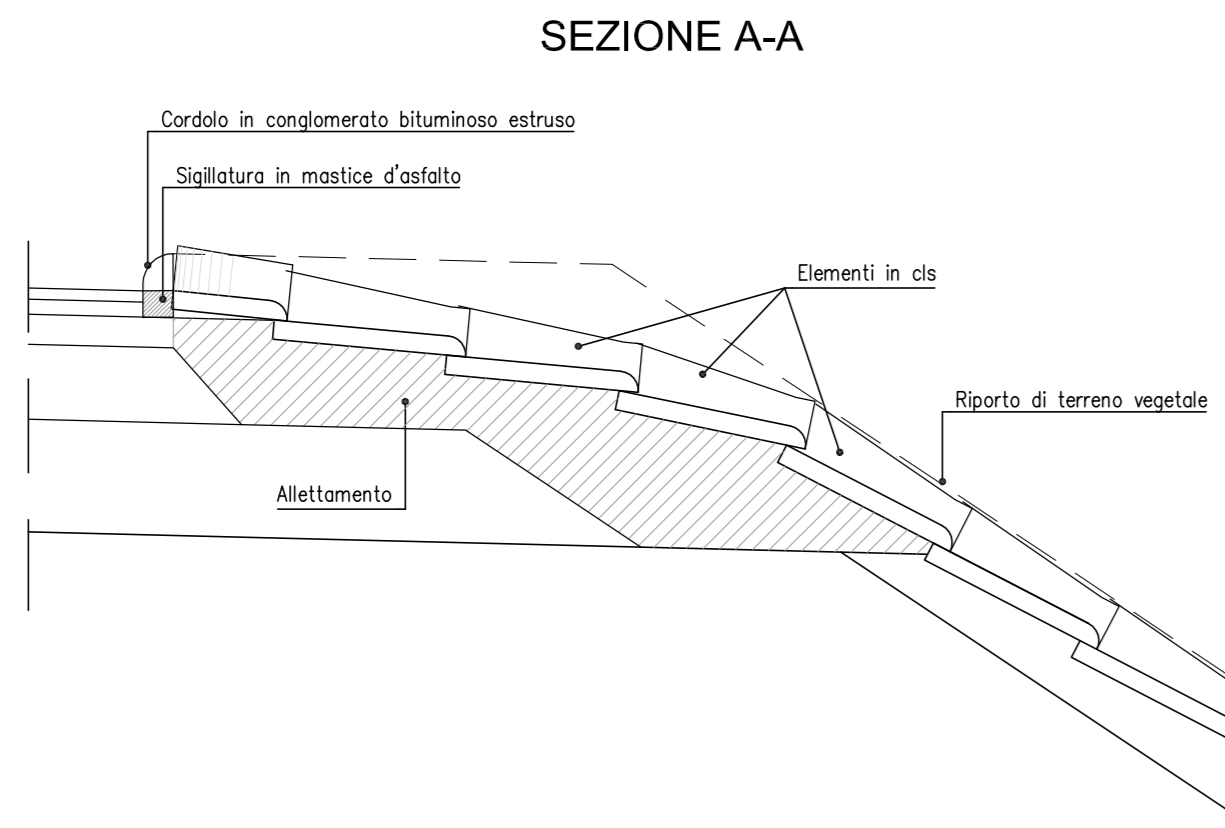 SEZIONE A-A
Cordolo in conglomerato bituminoso estruso
Sigillatura in mastice d'asfalto
Elementi in cls
Riporto di terreno vegetale
Allettamento